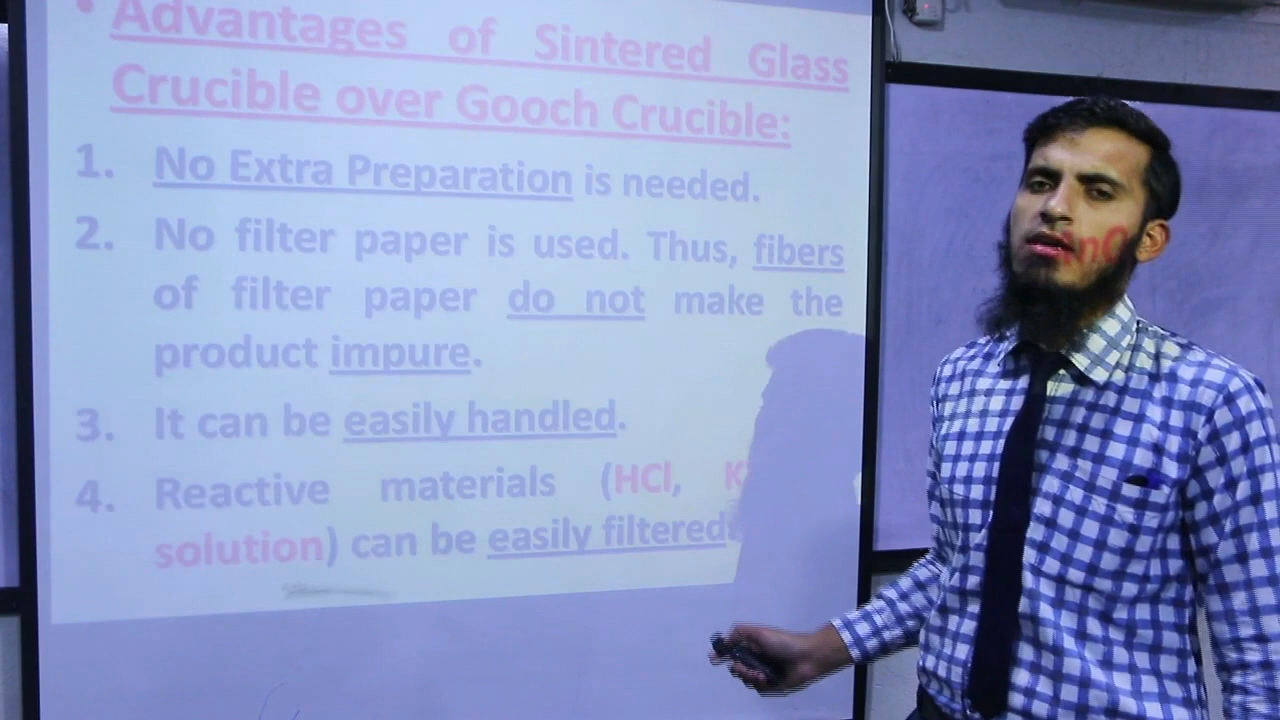 • Advantages of Sintered Glass
Crucible over Gooch Crucible:
1. No Extra Preparation is needed.
2. No filter paper is used. Thus, fibers
of filter paper do not make the
product impure.
3. It can be easily handled.
4. Reactive materials (HCl, K nO
solution) can be easily filtered.